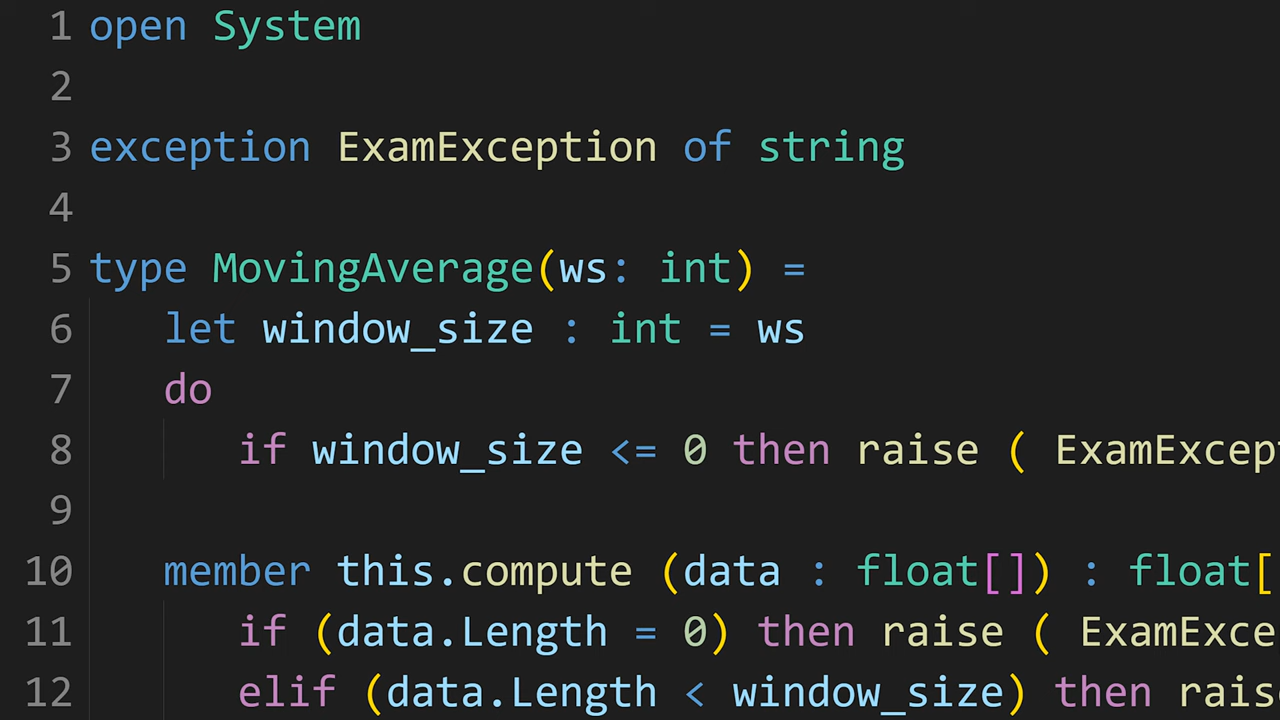 1 open System
2
3 exception ExamException of string
4
5 type MovingAverage(ws: int) =
6 let window_size : int = ws
7 do
8 if window_size <= 0 then raise ( ExamExcep
9
10 member this.compute (data : float[]) : float[
11 if (data.Length = 0) then raise ( ExamExce
12 elif (data.Length < window_size) then rais